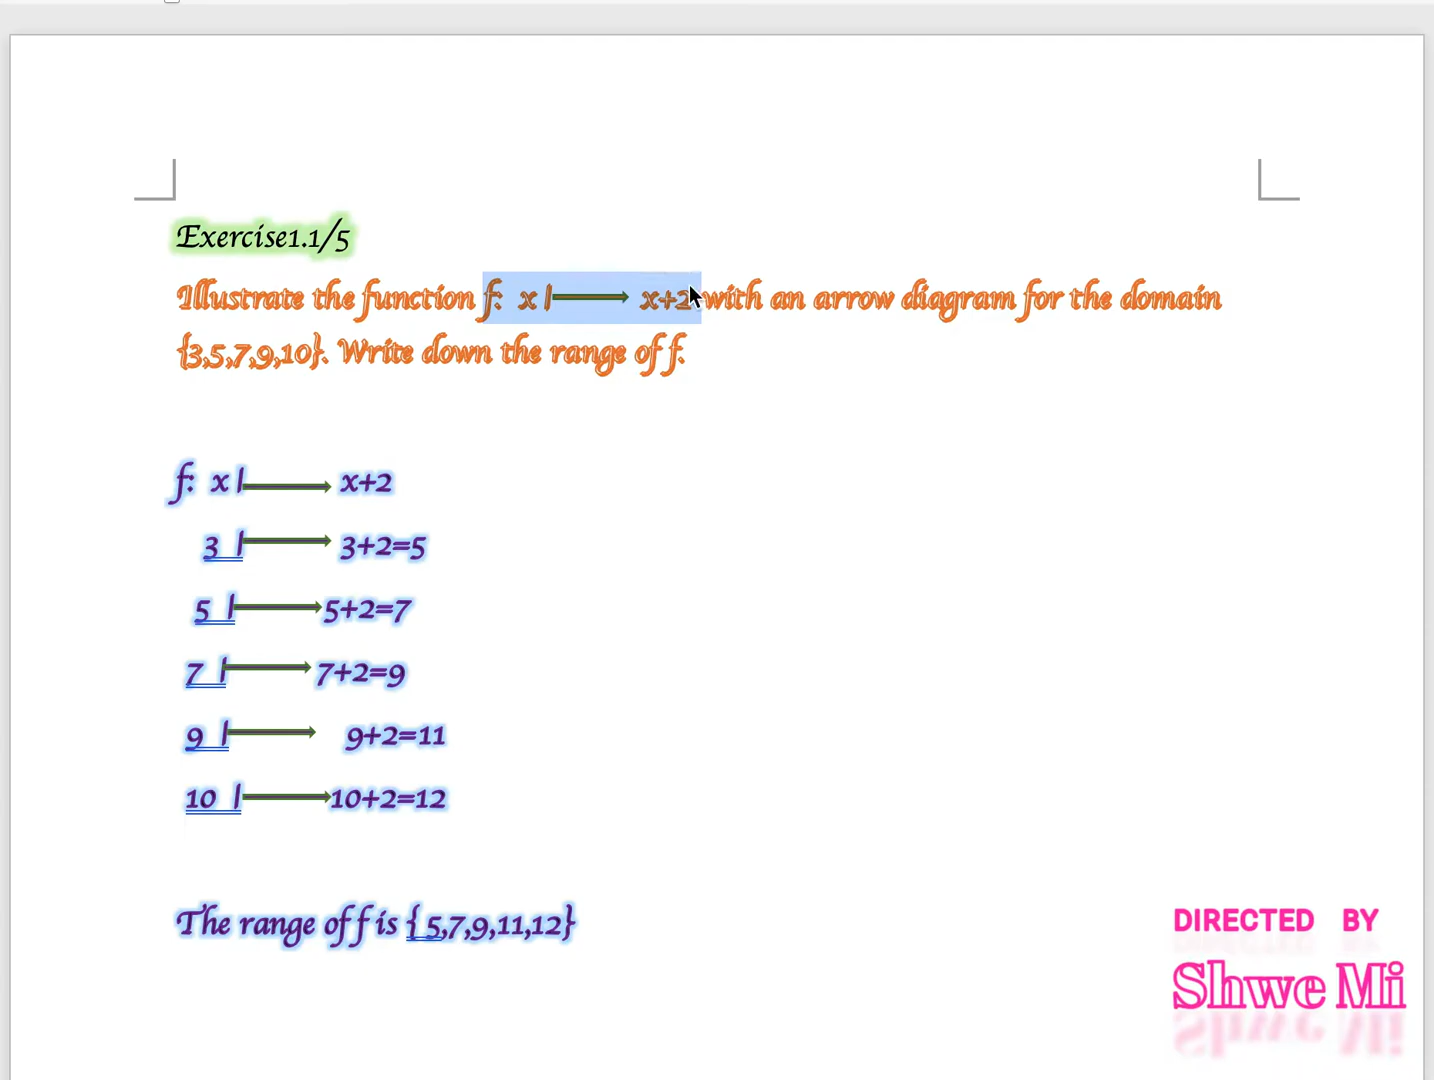 Exercise1.1/5
Illustrate the function f: x |⟶ x+2 with an arrow diagram for the domain
{3,5,7,9,10}. Write down the range of f.
f: x |⟶ x+2
3 |⟶ 3+2=5
5 |⟶ 5+2=7
7 |⟶ 7+2=9
9 |⟶ 9+2=11
10 |⟶ 10+2=12
The range of f is { 5,7,9,11,12}
DIRECTED BY
Shwe Mi